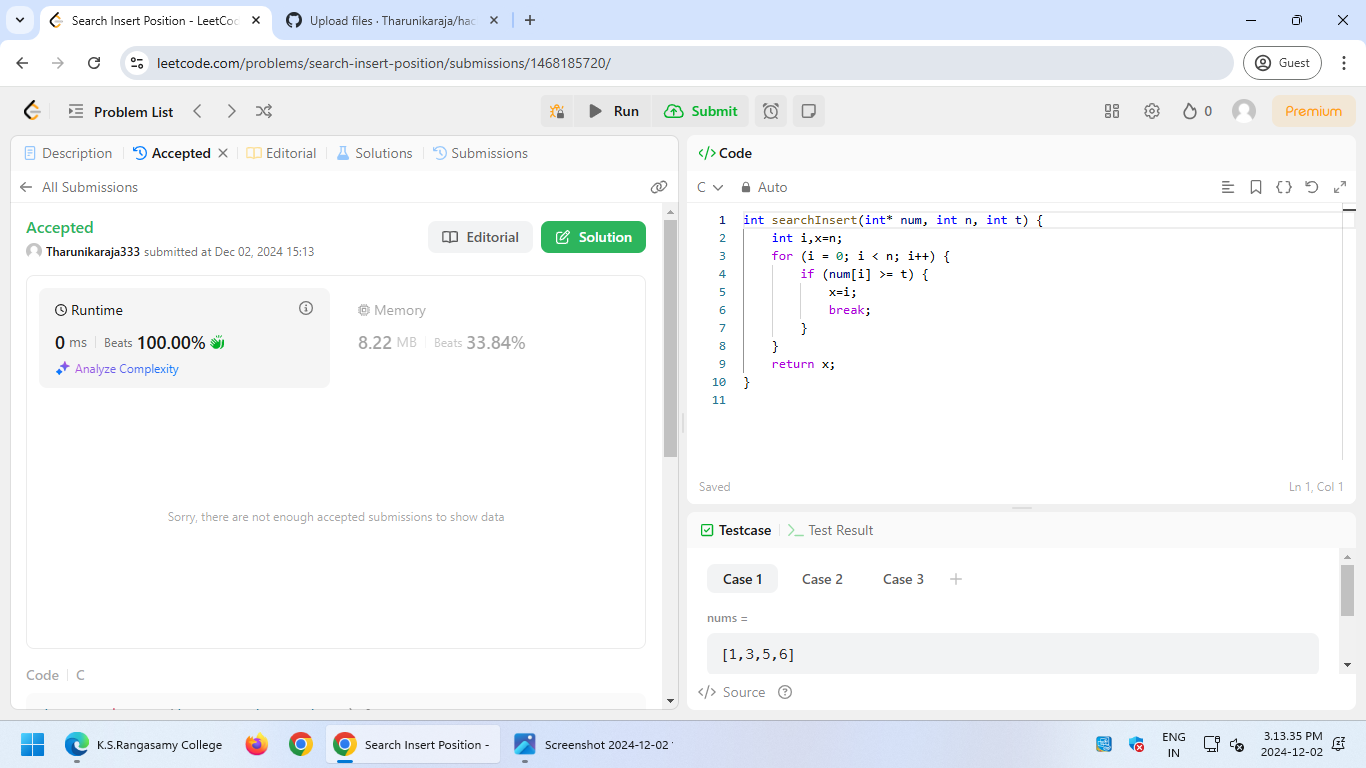 Search Insert Position - LeetCo
Upload files · Tharunikaraja/hac
leetcode.com/problems/search-insert-position/submissions/1468185720/
Guest
Problem List
Run
Submit
0
Premium
Description
Accepted
Editorial
Solutions
Submissions
All Submissions
Accepted
Tharunikaraja333 submitted at Dec 02, 2024 15:13
Editorial
Solution
Runtime
0 ms
Beats 100.00%
Analyze Complexity
Memory
8.22 MB
Beats 33.84%
Sorry, there are not enough accepted submissions to show data
Code
C
</> Code
C
Auto
1 int searchInsert(int* num, int n, int t) {
2 int i,x=n;
3 for (i = 0; i < n; i++) {
4 if (num[i] >= t) {
5 x=i;
6 break;
7 }
8 }
9 return x;
10 }
11
Saved
Ln 1, Col 1
Testcase
>_ Test Result
Case 1
Case 2
Case 3
nums =
[1,3,5,6]
</> Source
K.S.Rangasamy College
Search Insert Position -
Screenshot 2024-12-02
ENG
IN
3.13.35 PM
2024-12-02